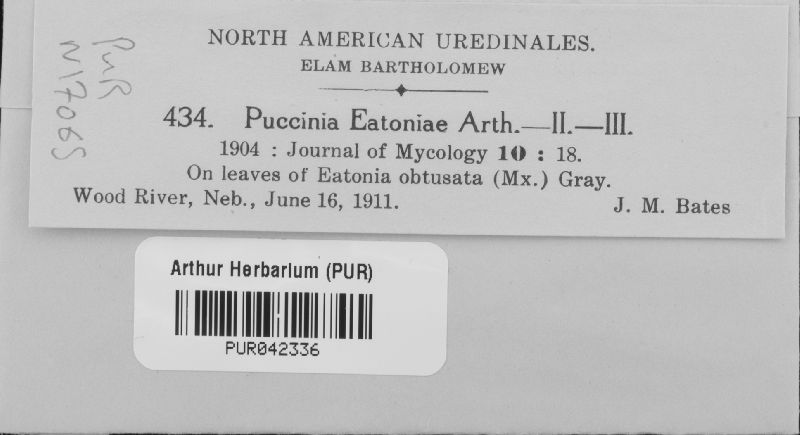 NORTH AMERICAN UREDINALES.
ELAM BARTHOLOMEW
434. Puccinia Eatoniae Arth.—II.—III.
1904 : Journal of Mycology 10 : 18.
On leaves of Eatonia obtusata (Mx.) Gray.
Wood River, Neb., June 16, 1911. J. M. Bates
PUR
N7065
Arthur Herbarium (PUR)
PUR042336